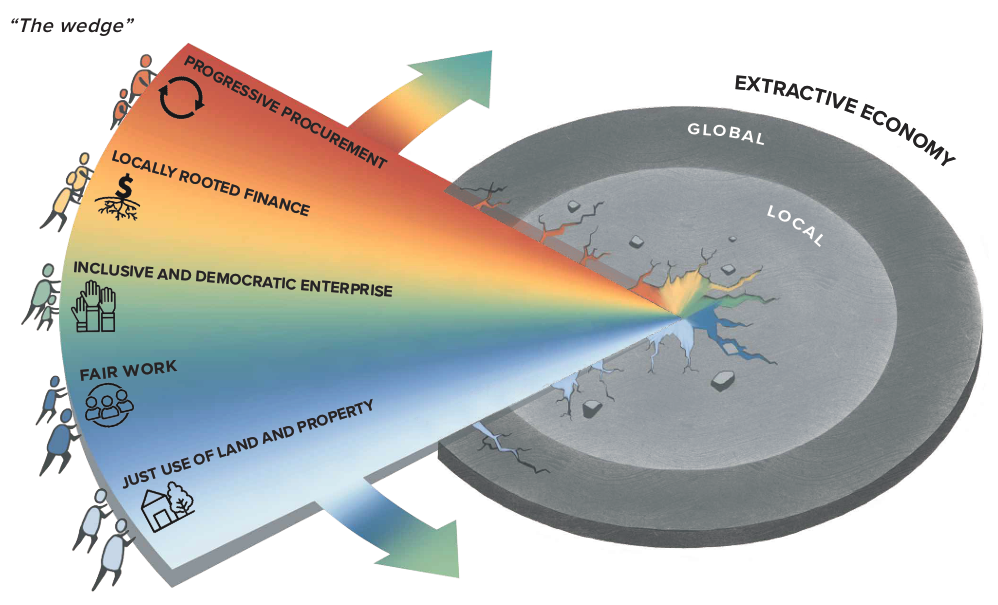 “The wedge”
PROGRESSIVE PROCUREMENT
LOCALLY ROOTED FINANCE
$
INCLUSIVE AND DEMOCRATIC ENTERPRISE
FAIR WORK
JUST USE OF LAND AND PROPERTY
EXTRACTIVE ECONOMY
GLOBAL
LOCAL